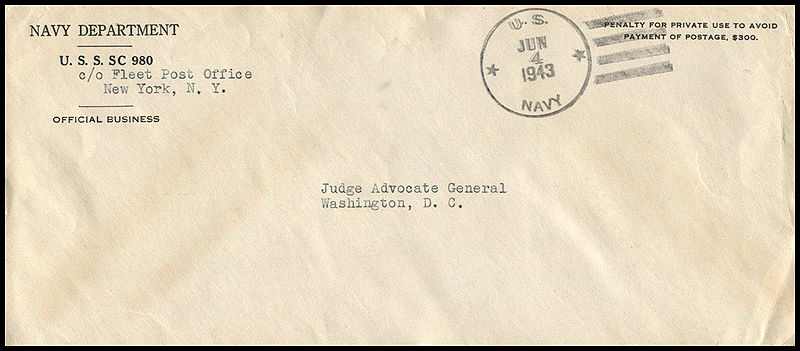 NAVY DEPARTMENT
U. S. S. SC 980
c/o Fleet Post Office
New York, N. Y.
OFFICIAL BUSINESS
U. S.
JUN
4
1943
NAVY
PENALTY FOR PRIVATE USE TO AVOID
PAYMENT OF POSTAGE, $300.
Judge Advocate General
Washington, D. C.